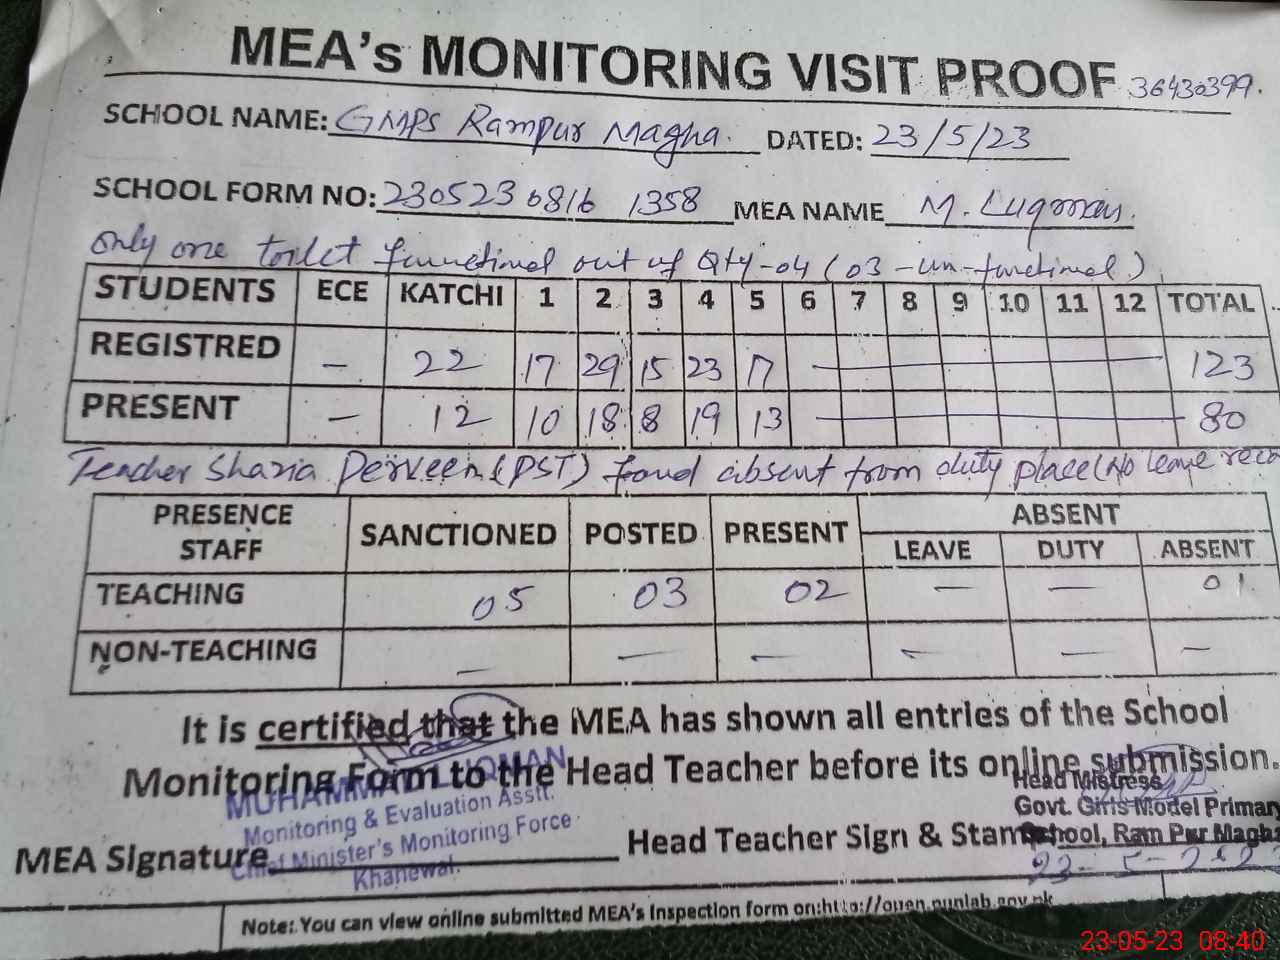 MEA's MONITORING VISIT PROOF 36430399.
SCHOOL NAME: GMPS Rampur Magha. DATED: 23/5/23
SCHOOL FORM NO: 230523 0816 1358 MEA NAME M. Luqman.
only one toilet functional out of Qty-04 (03-un-functional)
STUDENTS ECE KATCHI 1 2 3 4 5 6 7 8 9 10 11 12 TOTAL
REGISTRED — 22 17 29 15 23 17 — 123
PRESENT — 12 10 18 8 19 13 — 80
Teacher Shazia Perveen (PST) found absent from duty place (No leave
PRESENCE STAFF SANCTIONED POSTED PRESENT ABSENT
LEAVE DUTY ABSENT
TEACHING 05 03 02 — — 01
NON-TEACHING — — — — — —
It is certified that the MEA has shown all entries of the School
Monitoring Form to the Head Teacher before its online submission.
MUHAMMAD LUQMAN
Monitoring & Evaluation Asstt.
Chief Minister's Monitoring Force
Khanewal.
Head Mistress
Govt. Girls Model Primary
School, Ram Pur Magha
MEA Signature Head Teacher Sign & Stamp
23-5-2023
Note: You can view online submitted MEA's Inspection form on:http://open.punjab.gov.pk
23-05-23 08:40